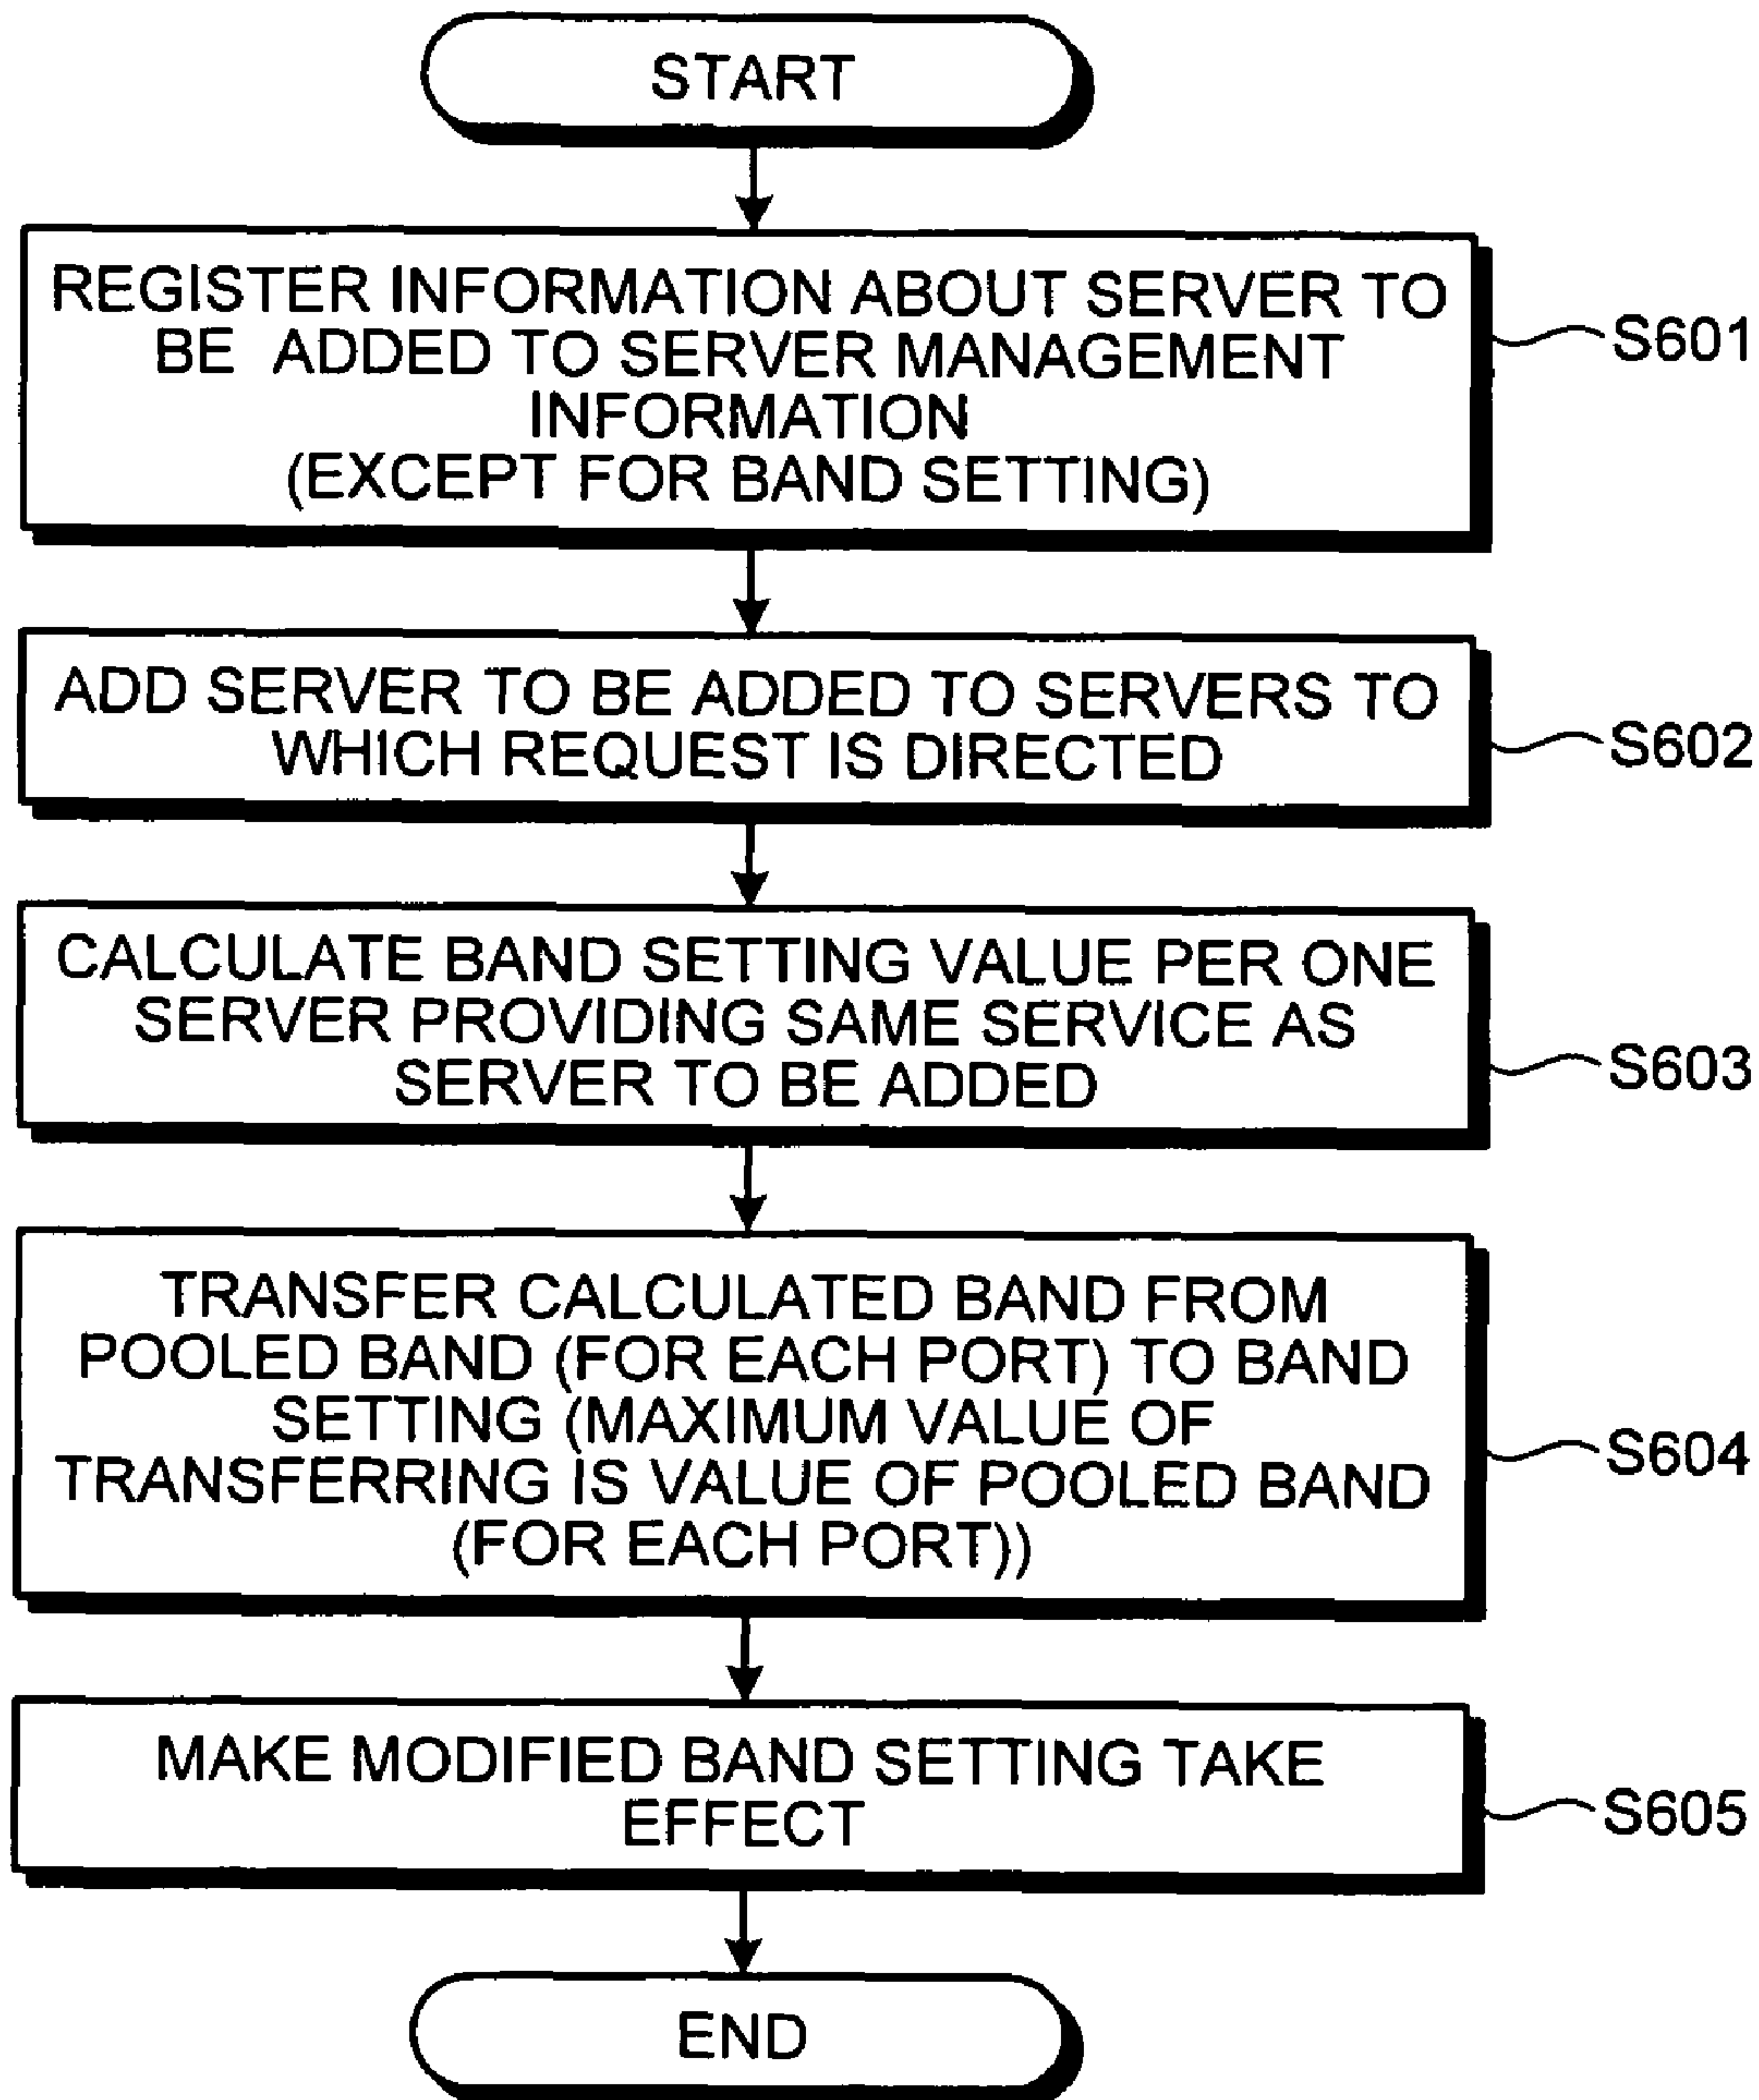 START
REGISTER INFORMATION ABOUT SERVER TO
BE ADDED TO SERVER MANAGEMENT
INFORMATION
(EXCEPT FOR BAND SETTING)
S601
ADD SERVER TO BE ADDED TO SERVERS TO
WHICH REQUEST IS DIRECTED
S602
CALCULATE BAND SETTING VALUE PER ONE
SERVER PROVIDING SAME SERVICE AS
SERVER TO BE ADDED
S603
TRANSFER CALCULATED BAND FROM
POOLED BAND (FOR EACH PORT) TO BAND
SETTING (MAXIMUM VALUE OF
TRANSFERRING IS VALUE OF POOLED BAND
(FOR EACH PORT))
S604
MAKE MODIFIED BAND SETTING TAKE
EFFECT
S605
END